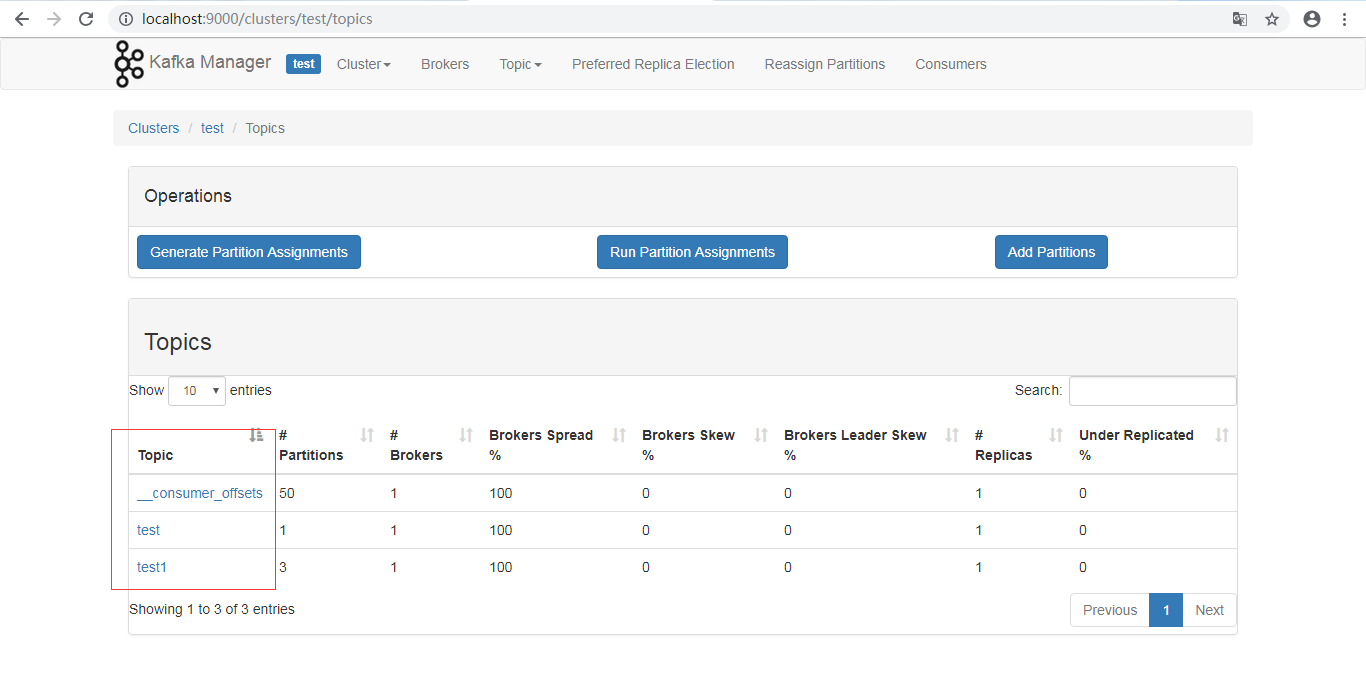 localhost:9000/clusters/test/topics
Kafka Manager test Cluster Brokers Topic Preferred Replica Election Reassign Partitions Consumers
Clusters / test / Topics
Operations
Generate Partition Assignments Run Partition Assignments Add Partitions
Topics
Show 10 entries Search:
Topic # Partitions # Brokers Brokers Spread % Brokers Skew % Brokers Leader Skew % # Replicas Under Replicated %
__consumer_offsets 50 1 100 0 0 1 0
test 1 1 100 0 0 1 0
test1 3 1 100 0 0 1 0
Showing 1 to 3 of 3 entries Previous 1 Next